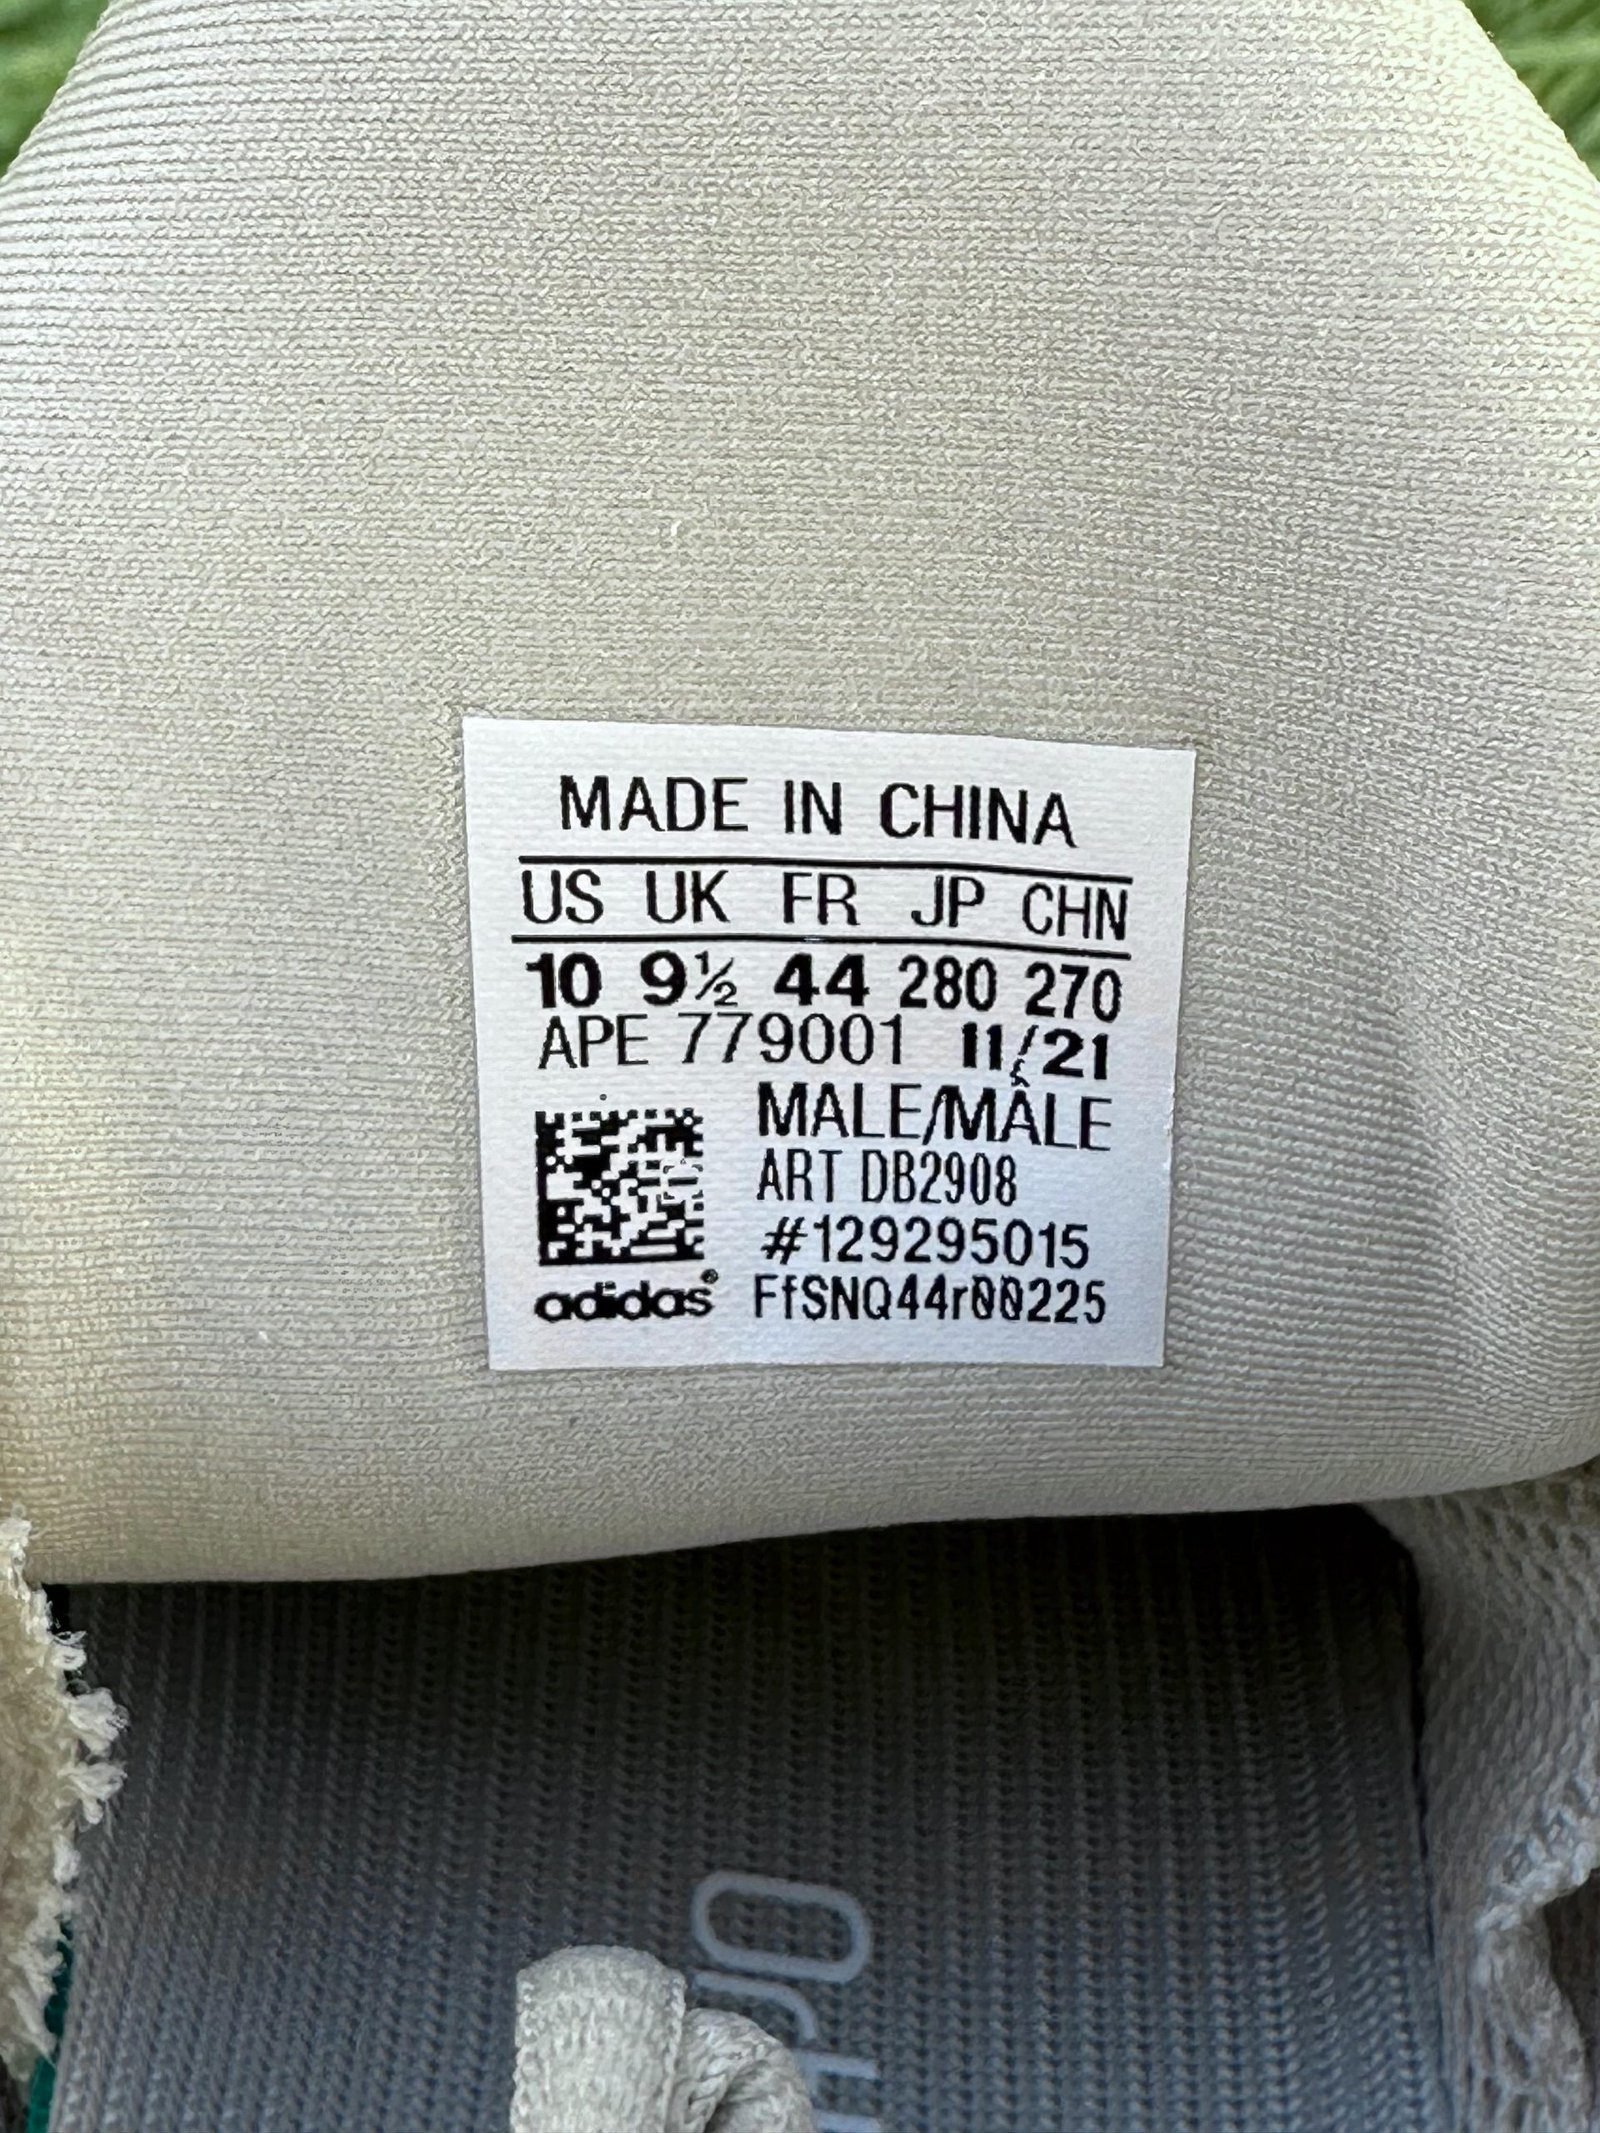 MADE IN CHINA
US UK FR JP CHN
10 9½ 44 280 270
APE 779001 11/21
MALE/MÂLE
ART DB2908
#129295015
adidas® FfSNQ44r00225